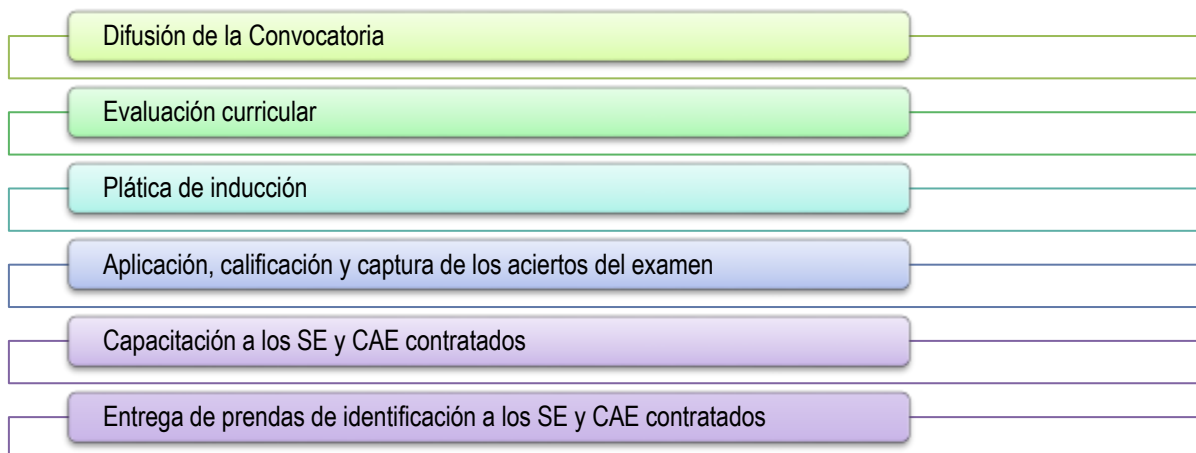 Difusión de la Convocatoria
Evaluación curricular
Plática de inducción
Aplicación, calificación y captura de los aciertos del examen
Capacitación a los SE y CAE contratados
Entrega de prendas de identificación a los SE y CAE contratados